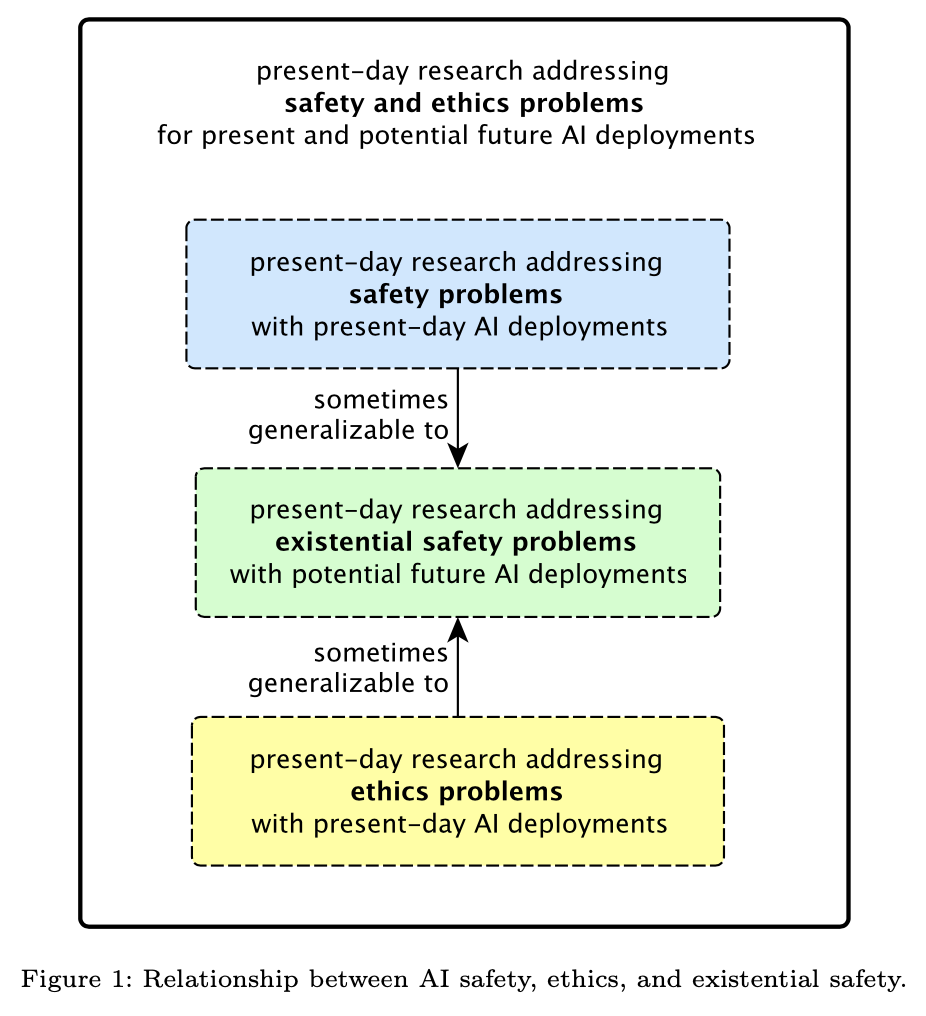 present-day research addressing
safety and ethics problems
for present and potential future AI deployments
present-day research addressing
safety problems
with present-day AI deployments
sometimes
generalizable to
present-day research addressing
existential safety problems
with potential future AI deployments
sometimes
generalizable to
present-day research addressing
ethics problems
with present-day AI deployments
Figure 1: Relationship between AI safety, ethics, and existential safety.